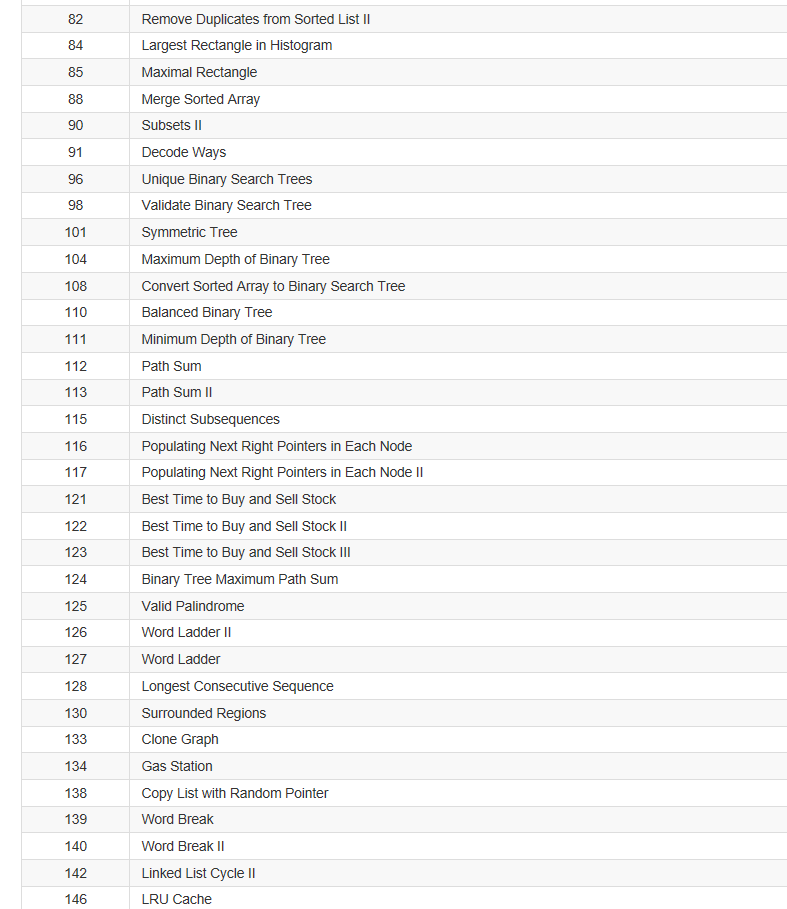 82 Remove Duplicates from Sorted List II
84 Largest Rectangle in Histogram
85 Maximal Rectangle
88 Merge Sorted Array
90 Subsets II
91 Decode Ways
96 Unique Binary Search Trees
98 Validate Binary Search Tree
101 Symmetric Tree
104 Maximum Depth of Binary Tree
108 Convert Sorted Array to Binary Search Tree
110 Balanced Binary Tree
111 Minimum Depth of Binary Tree
112 Path Sum
113 Path Sum II
115 Distinct Subsequences
116 Populating Next Right Pointers in Each Node
117 Populating Next Right Pointers in Each Node II
121 Best Time to Buy and Sell Stock
122 Best Time to Buy and Sell Stock II
123 Best Time to Buy and Sell Stock III
124 Binary Tree Maximum Path Sum
125 Valid Palindrome
126 Word Ladder II
127 Word Ladder
128 Longest Consecutive Sequence
130 Surrounded Regions
133 Clone Graph
134 Gas Station
138 Copy List with Random Pointer
139 Word Break
140 Word Break II
142 Linked List Cycle II
146 LRU Cache